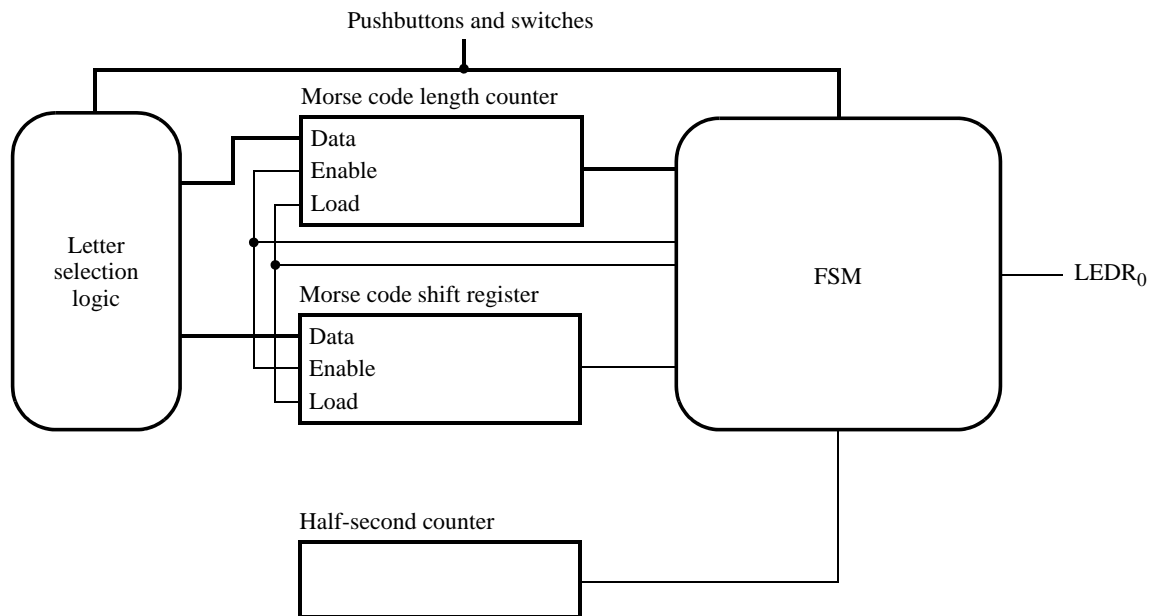 Pushbuttons and switches
Morse code length counter
Data
Enable
Load
Letter
selection
logic
FSM
LEDR0
Morse code shift register
Data
Enable
Load
Half-second counter